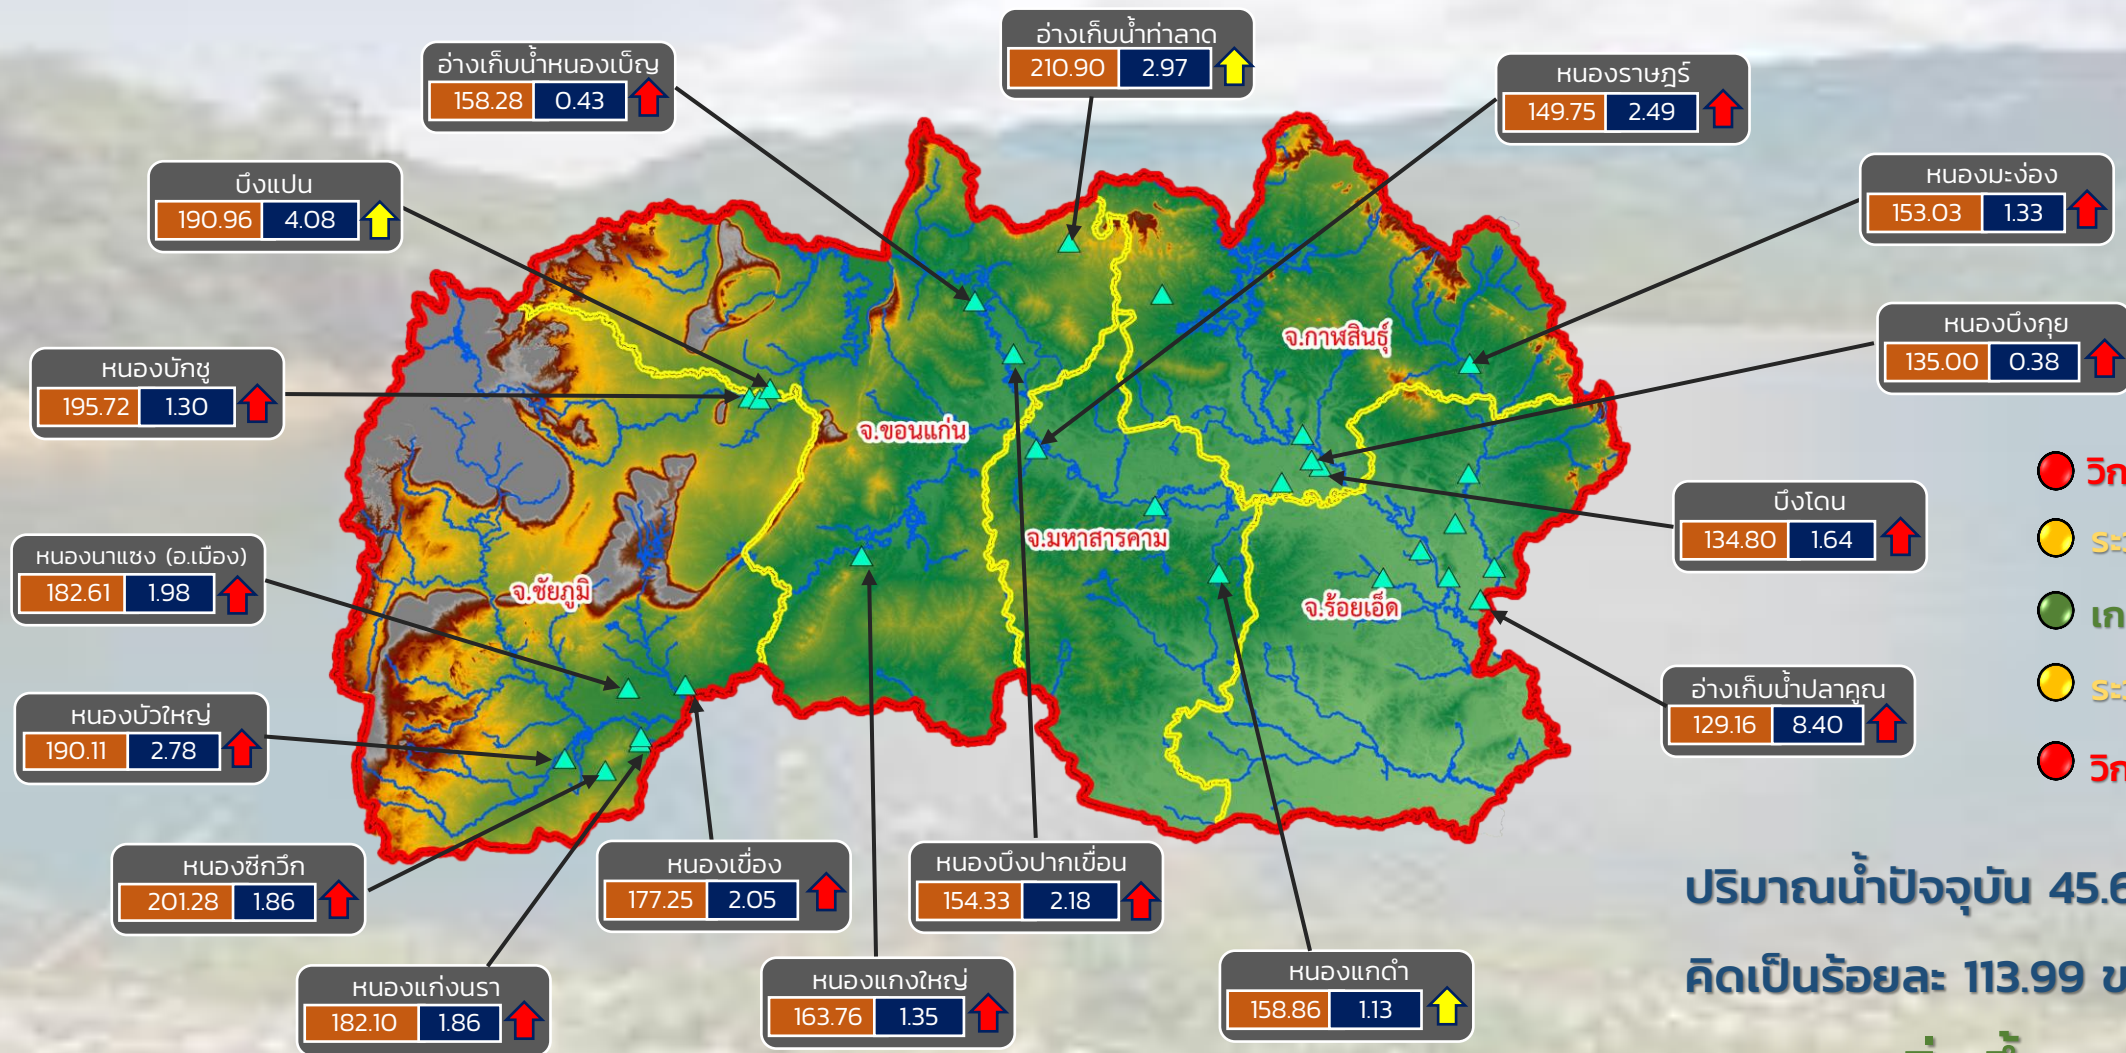 อ่างเก็บน้ำท่าลาด
210.90 2.97
อ่างเก็บน้ำหนองเบ็ญ
158.28 0.43
หนองราษฎร์
149.75 2.49
บึงแปน
190.96 4.08
หนองมะง่อง
153.03 1.33
หนองบึงกุย
135.00 0.38
หนองบักชู
195.72 1.30
จ.กาฬสินธุ์
จ.ขอนแก่น
จ.มหาสารคาม
จ.ชัยภูมิ
จ.ร้อยเอ็ด
บึงโดน
134.80 1.64
หนองนาแซง (อ.เมือง)
182.61 1.98
อ่างเก็บน้ำปลาคูณ
129.16 8.40
หนองบัวใหญ่
190.11 2.78
หนองซีกวึก
201.28 1.86
หนองเขื่อง
177.25 2.05
หนองบึงปากเขื่อน
154.33 2.18
หนองแก่งนรา
182.10 1.86
หนองแกงใหญ่
163.76 1.35
หนองแกดำ
158.86 1.13
ปริมาณน้ำปัจจุบัน 45.6
คิดเป็นร้อยละ 113.99